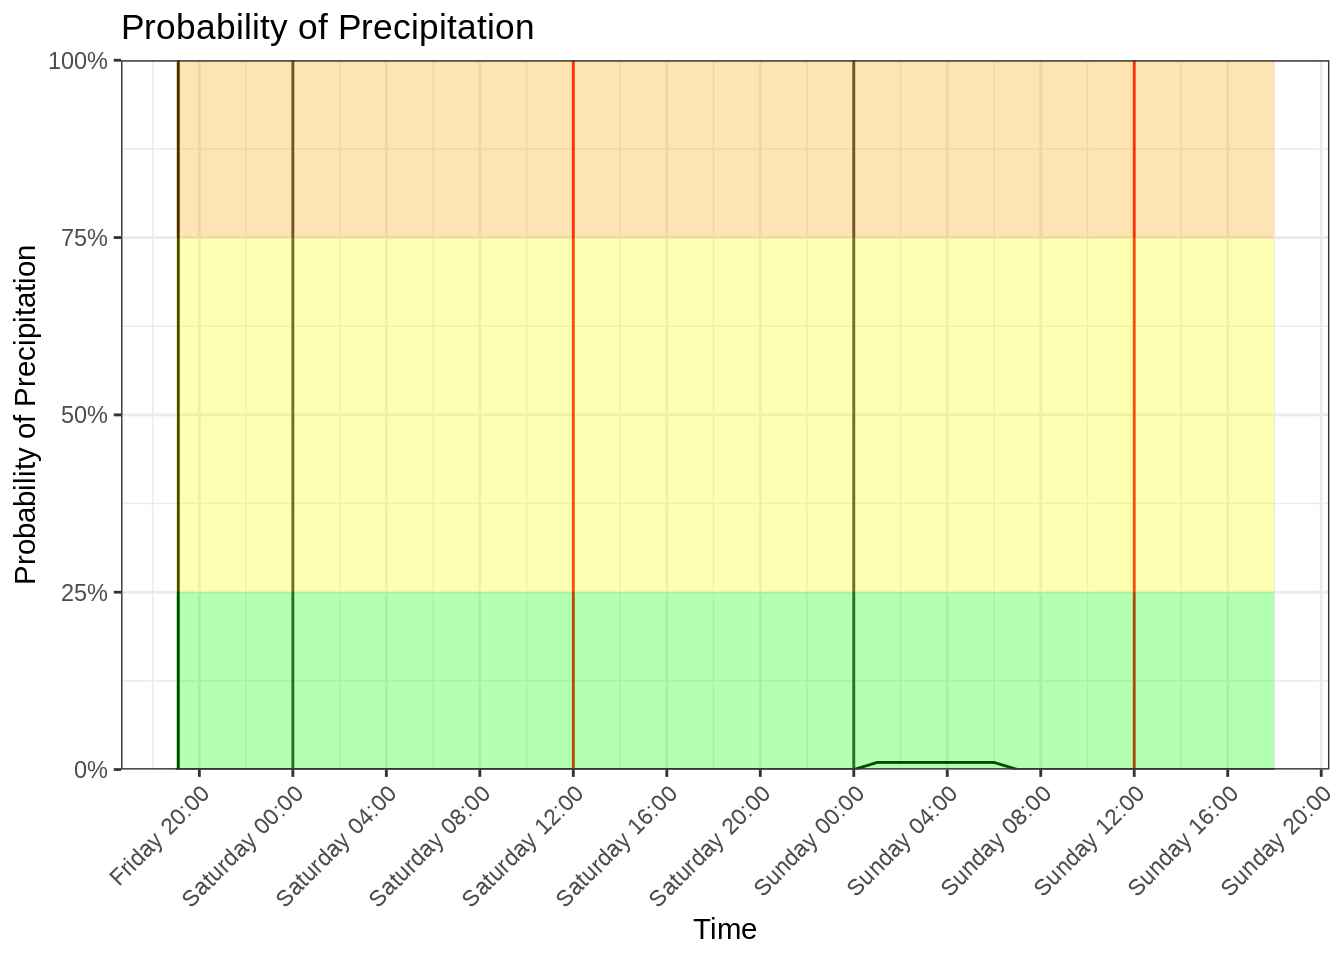 Probability of Precipitation
Probability of Precipitation
100%
75%
50%
25%
0%
Friday 20:00
Saturday 00:00
Saturday 04:00
Saturday 08:00
Saturday 12:00
Saturday 16:00
Saturday 20:00
Sunday 00:00
Sunday 04:00
Sunday 08:00
Sunday 12:00
Sunday 16:00
Sunday 20:00
Time